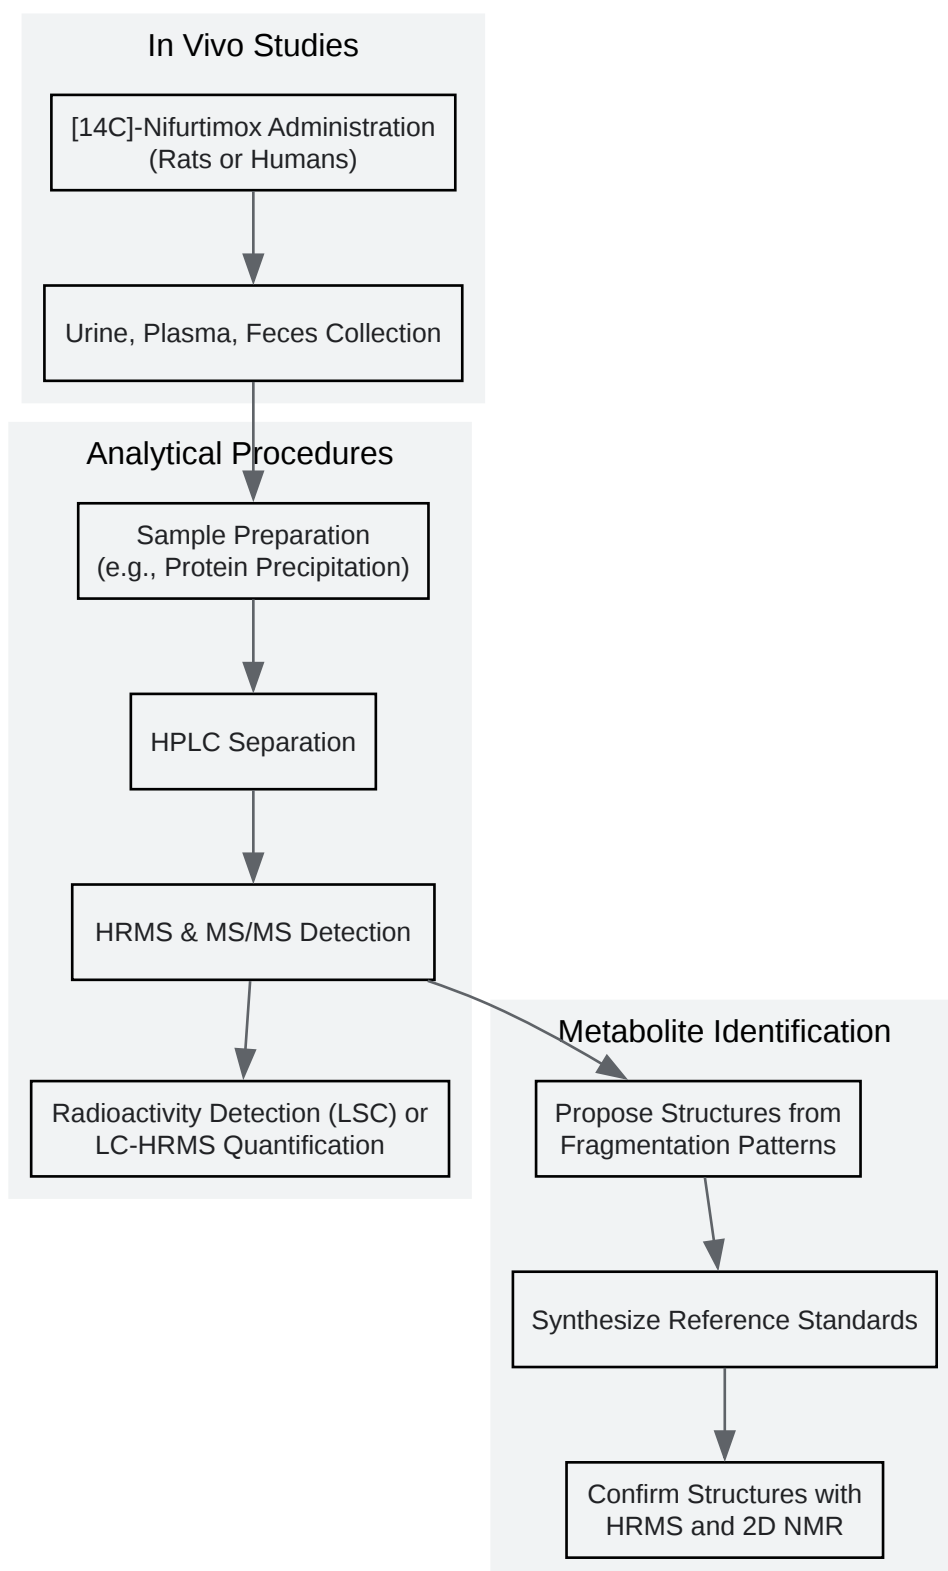 In Vivo Studies
[14C]-Nifurtimox Administration
(Rats or Humans)
Urine, Plasma, Feces Collection
Analytical Procedures
Sample Preparation
(e.g., Protein Precipitation)
HPLC Separation
HRMS & MS/MS Detection
Radioactivity Detection (LSC) or
LC-HRMS Quantification
Metabolite Identification
Propose Structures from
Fragmentation Patterns
Synthesize Reference Standards
Confirm Structures with
HRMS and 2D NMR